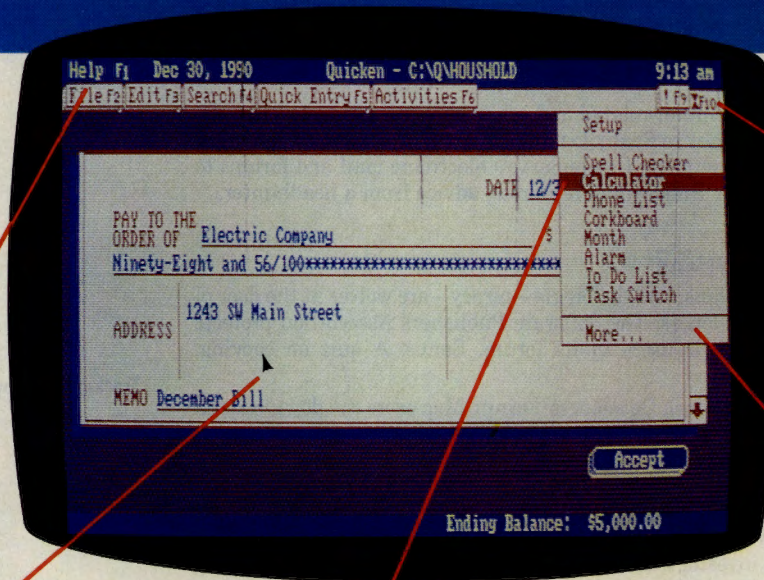 Help F1 Dec 30, 1990 Quicken - C:\Q\HOUSHOLD 9:13 am
File F2 Edit F3 Search F4 Quick Entry F5 Activities F6 ! F9 F10
Setup
Spell Checker
Calculator
Phone List
Corkboard
Month
Alarm
To Do List
Task Switch
More...
DATE 12/3
PAY TO THE
ORDER OF Electric Company $
Ninety-Eight and 56/100**********************************
ADDRESS 1243 SW Main Street
MEMO December Bill
Accept
Ending Balance: $5,000.00